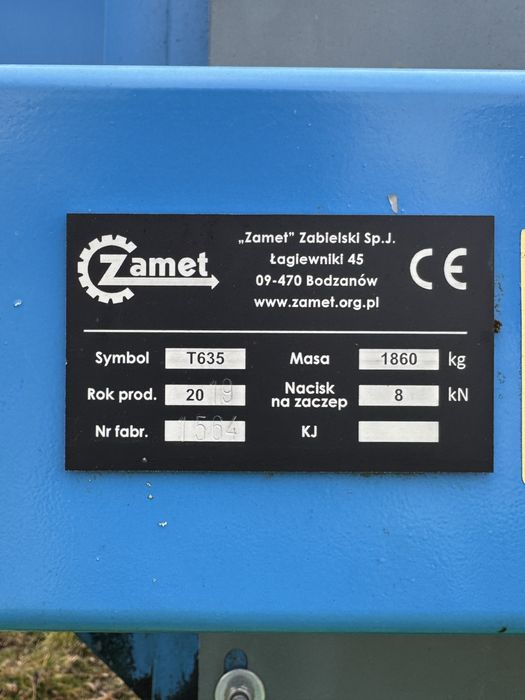 Zamet
„Zamet" Zabielski Sp.J.
Łagiewniki 45
09-470 Bodzanów
www.zamet.org.pl
CE
Symbol T635 Masa 1860 kg
Rok prod. 2019 Nacisk na zaczep 8 kN
Nr fabr. 1564 KJ